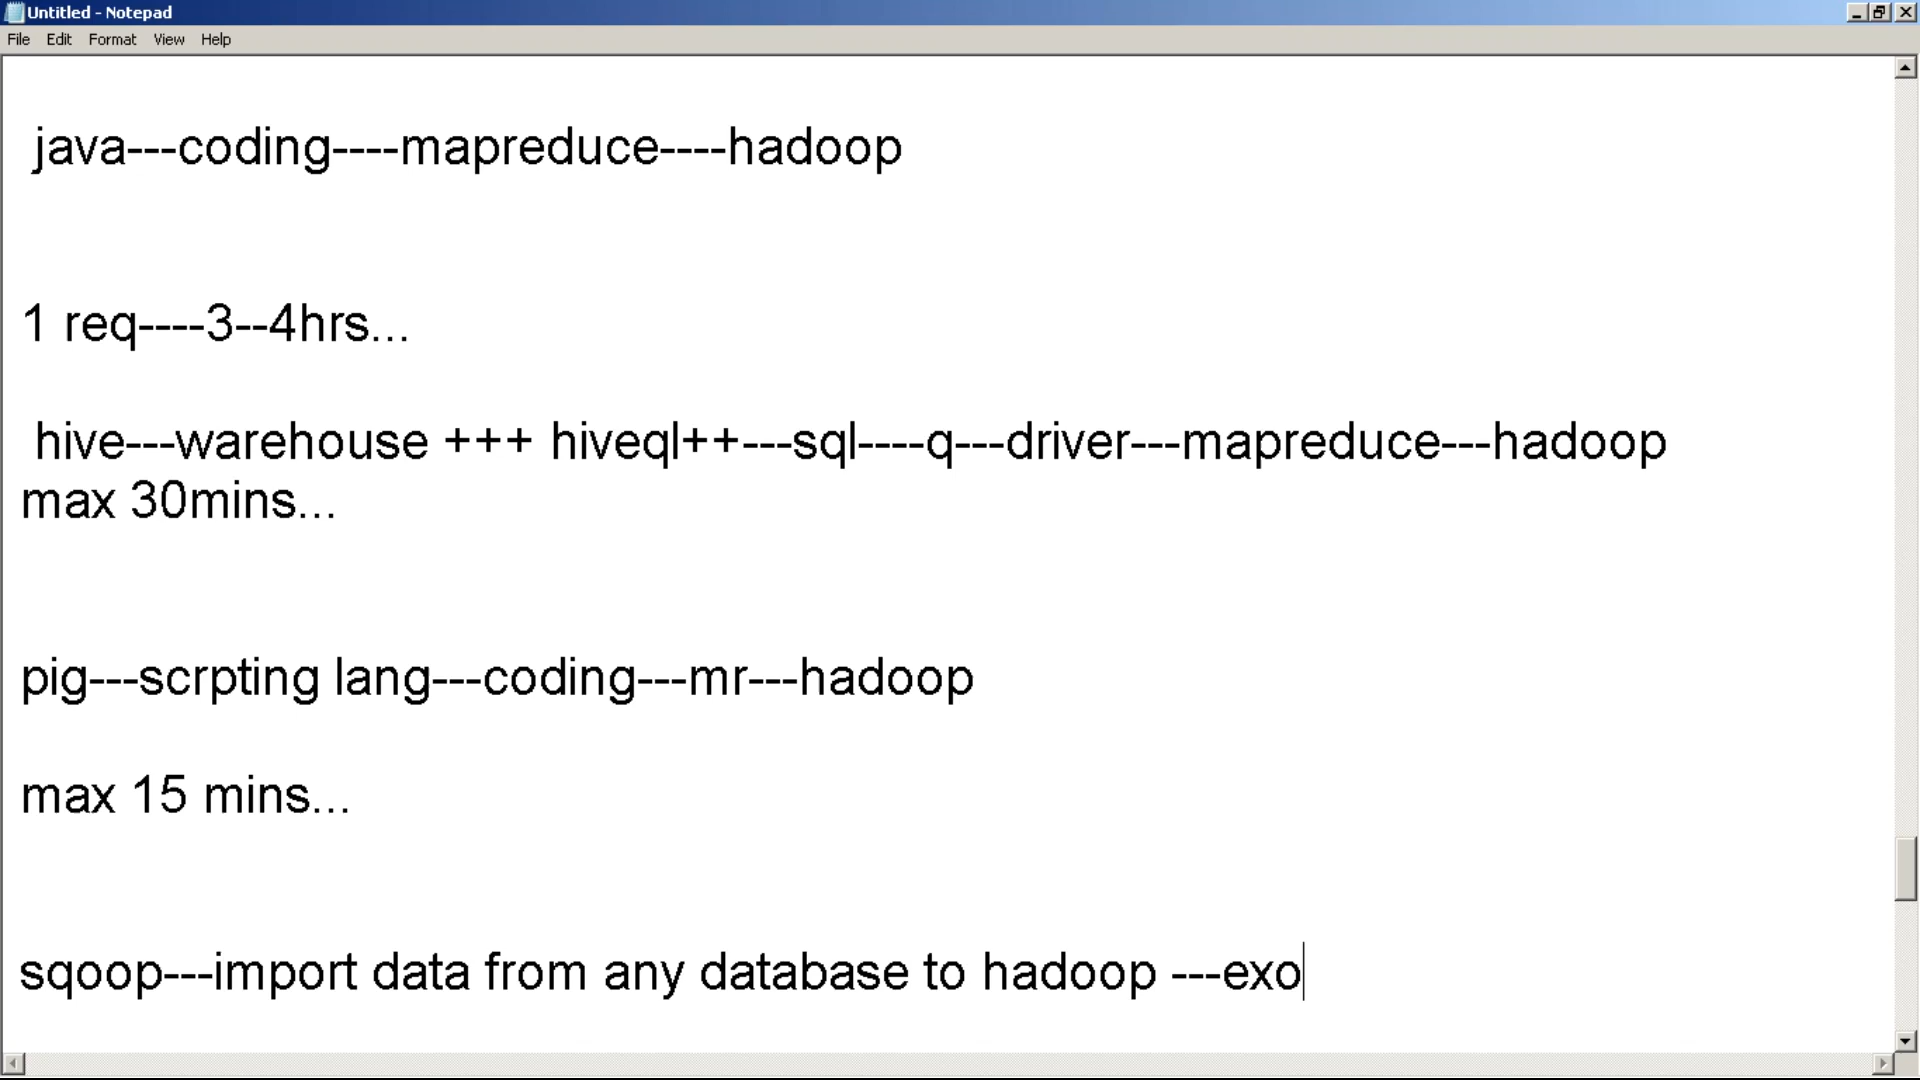 Untitled - Notepad
File Edit Format View Help
java---coding----mapreduce----hadoop
1 req----3--4hrs...
hive---warehouse +++ hiveql++---sql----q---driver---mapreduce---hadoop
max 30mins...
pig---scrpting lang---coding---mr---hadoop
max 15 mins...
sqoop---import data from any database to hadoop ---exo